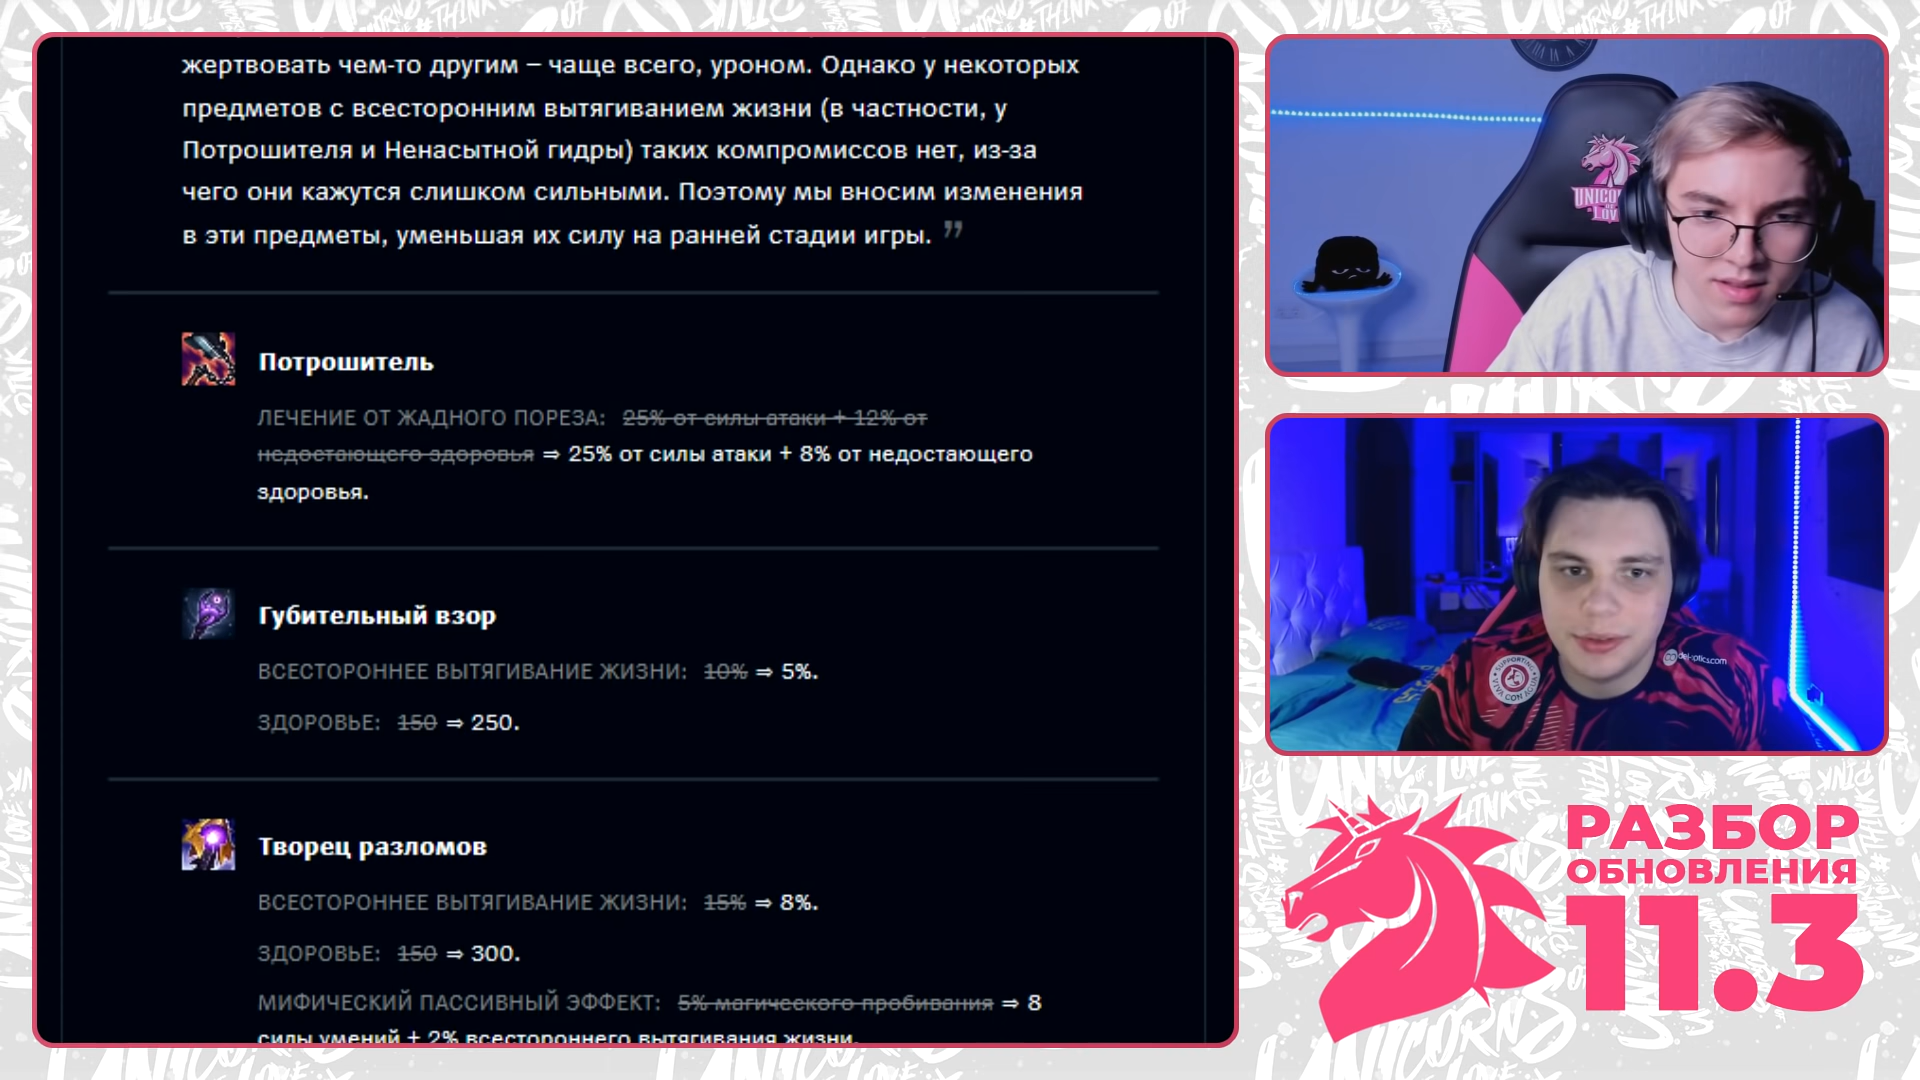 жертвовать чем-то другим – чаще всего, уроном. Однако у некоторых
предметов с всесторонним вытягиванием жизни (в частности, у
Потрошителя и Ненасытной гидры) таких компромиссов нет, из-за
чего они кажутся слишком сильными. Поэтому мы вносим изменения
в эти предметы, уменьшая их силу на ранней стадии игры. ”
Потрошитель
ЛЕЧЕНИЕ ОТ ЖАДНОГО ПОРЕЗА: 25% от силы атаки + 12% от
недостающего здоровья ⇒ 25% от силы атаки + 8% от недостающего
здоровья.
Губительный взор
ВСЕСТОРОННЕЕ ВЫТЯГИВАНИЕ ЖИЗНИ: 10% ⇒ 5%.
ЗДОРОВЬЕ: 150 ⇒ 250.
Творец разломов
ВСЕСТОРОННЕЕ ВЫТЯГИВАНИЕ ЖИЗНИ: 15% ⇒ 8%.
ЗДОРОВЬЕ: 150 ⇒ 300.
МИФИЧЕСКИЙ ПАССИВНЫЙ ЭФФЕКТ: 5% магического пробивания ⇒ 8
силы умений + 2% всестороннего вытягивания жизни.
SUPPORTING
VIVA CON AGUA
РАЗБОР
ОБНОВЛЕНИЯ
11.3